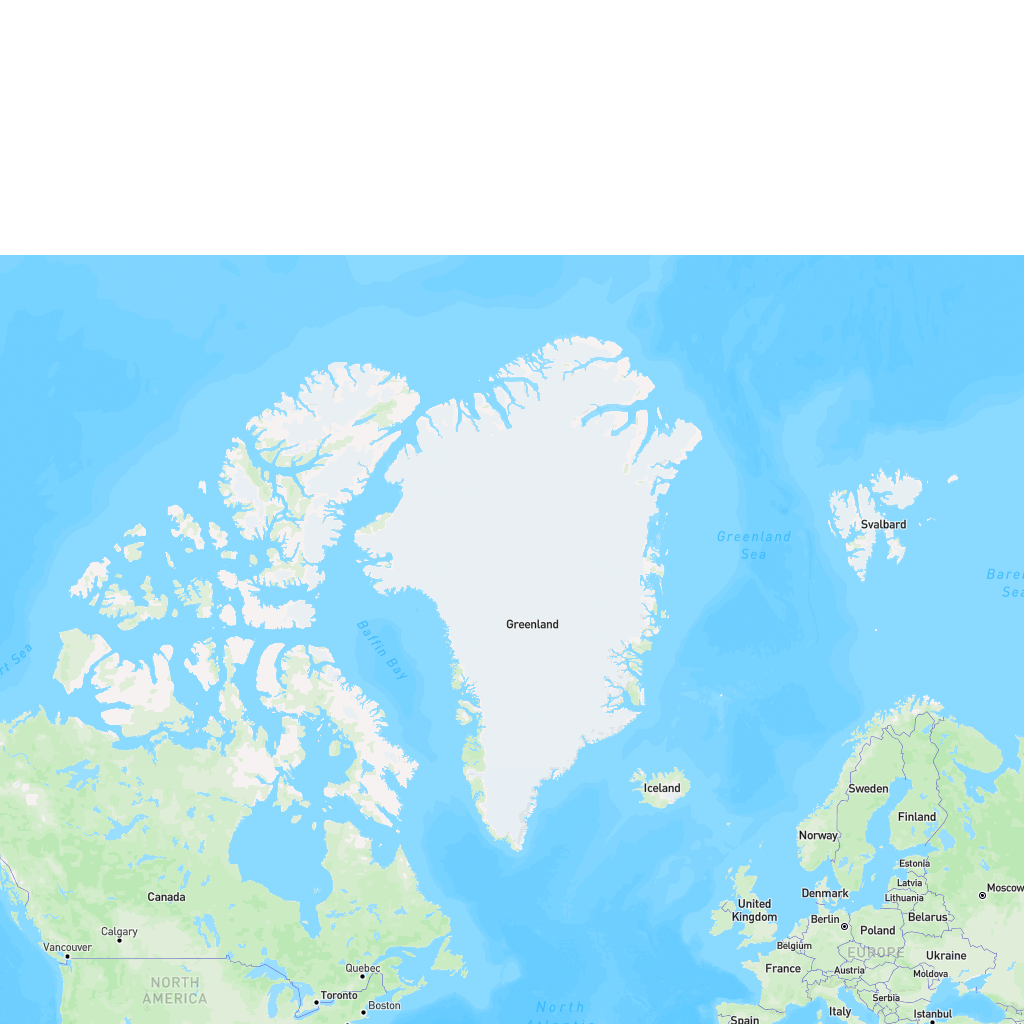 Svalbard
Greenland
Sea
Baren
Sea
Greenland
Baffin Bay
rt Sea
Iceland
Sweden
Finland
Norway
Estonia
Latvia
Lithuania
Moscow
Denmark
Canada
United
Kingdom
Berlin
Poland
Belarus
Calgary
Vancouver
Belgium
EUROPE
Ukraine
France
Austria
Moldova
Quebec
NORTH
AMERICA
Toronto
Boston
Serbia
Italy
Istanbul
Spain
North
Atlantic